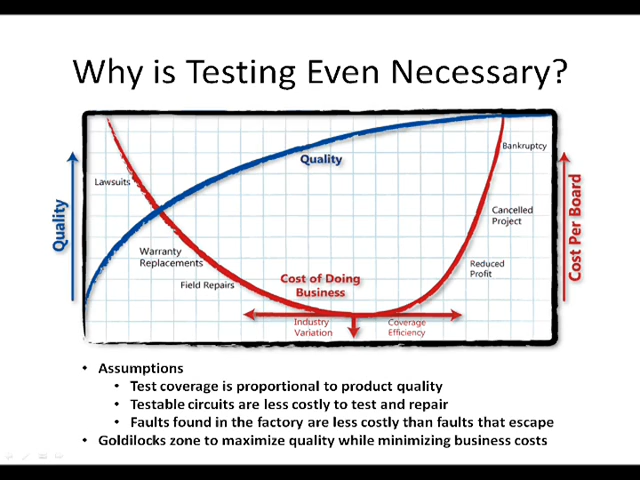 Why is Testing Even Necessary?
Quality
Bankruptcy
Lawsuits
Quality
Cost Per Board
Cancelled
Project
Warranty
Replacements
Reduced
Profit
Field Repairs
Cost of Doing
Business
Industry
Variation
Coverage
Efficiency
• Assumptions
• Test coverage is proportional to product quality
• Testable circuits are less costly to test and repair
• Faults found in the factory are less costly than faults that escape
• Goldilocks zone to maximize quality while minimizing business costs